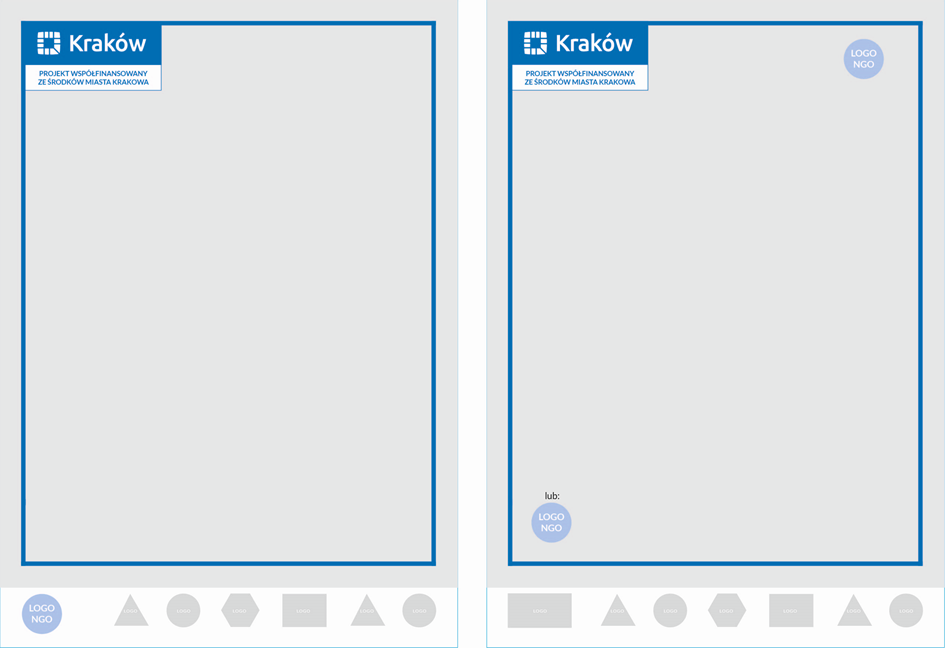 Kraków
PROJEKT WSPÓŁFINANSOWANY
ZE ŚRODKÓW MIASTA KRAKOWA
LOGO
NGO
Kraków
PROJEKT WSPÓŁFINANSOWANY
ZE ŚRODKÓW MIASTA KRAKOWA
LOGO
NGO
lub:
LOGO
NGO